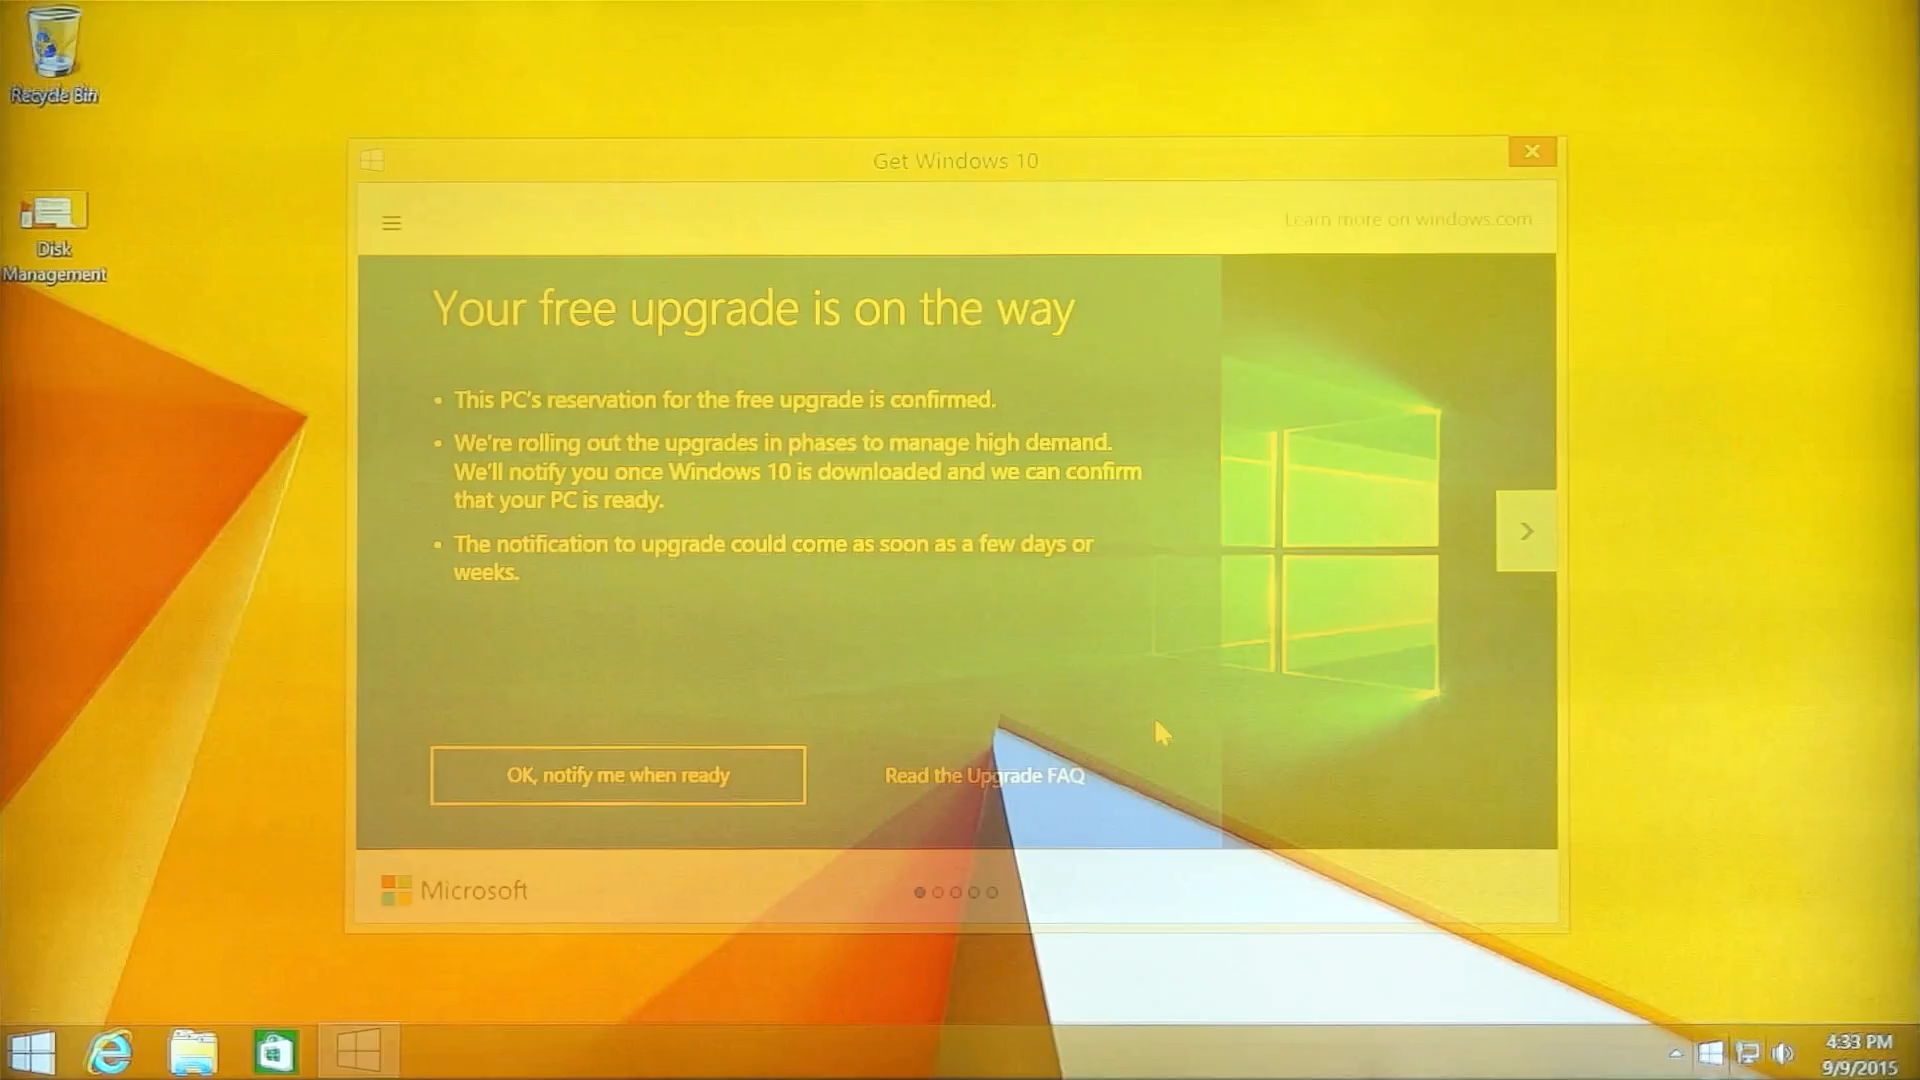 Recycle Bin
Disk
Management
Get Windows 10
Learn more on windows.com
Your free upgrade is on the way
• This PC's reservation for the free upgrade is confirmed.
• We're rolling out the upgrades in phases to manage high demand.
We'll notify you once Windows 10 is downloaded and we can confirm
that your PC is ready.
• The notification to upgrade could come as soon as a few days or
weeks.
OK, notify me when ready
Read the Upgrade FAQ
Microsoft
4:33 PM
9/9/2015